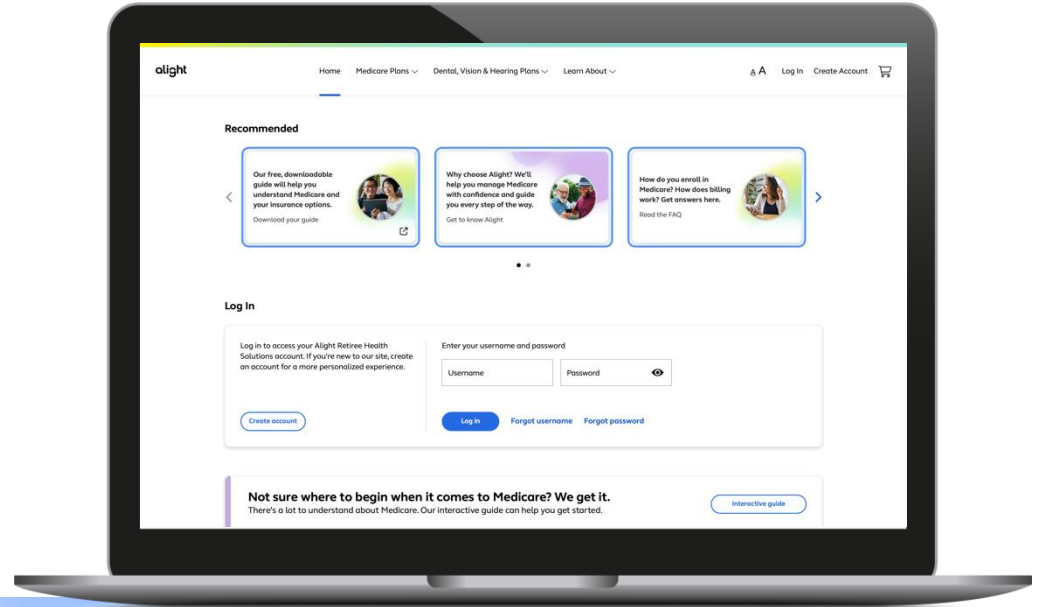 alight
Home Medicare Plans Dental, Vision & Hearing Plans Learn About A A Log In Create Account
Recommended
Our free, downloadable
guide will help you
understand Medicare and
your insurance options.
Download your guide
Why choose Alight? We'll
help you manage Medicare
with confidence and guide
you every step of the way.
Get to know Alight
How do you enroll in
Medicare? How does billing
work? Get answers here.
Read the FAQ
Log In
Log in to access your Alight Retiree Health
Solutions account. If you're new to our site, create
an account for a more personalized experience.
Create account
Enter your username and password
Username Password
Log in Forgot username Forgot password
Not sure where to begin when it comes to Medicare? We get it.
There's a lot to understand about Medicare. Our interactive guide can help you get started.
Interactive guide